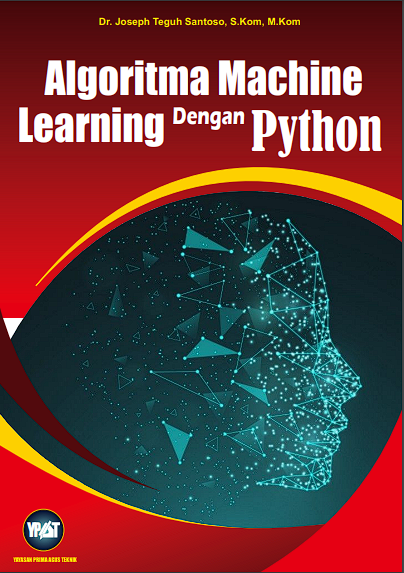 Dr. Joseph Teguh Santoso, S.Kom, M.Kom
Algoritma Machine
Learning Dengan Python
YPAT
YAYASAN PRIMA AGUS TEKNIK